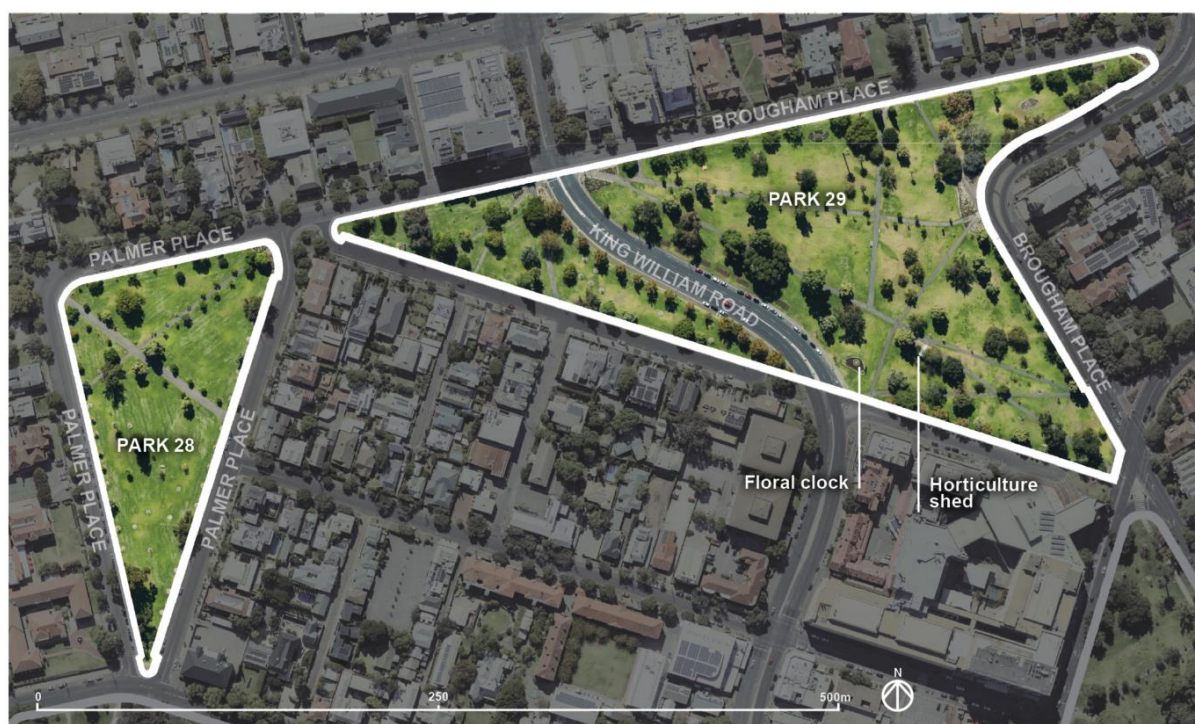 BROUGHAM PLACE
PARK 29
KING WILLIAM ROAD
PALMER PLACE
BROUGHAM PLACE
PARK 28
PALMER PLACE
PALMER PLACE
Floral clock
Horticulture
shed
N
0
250
500m